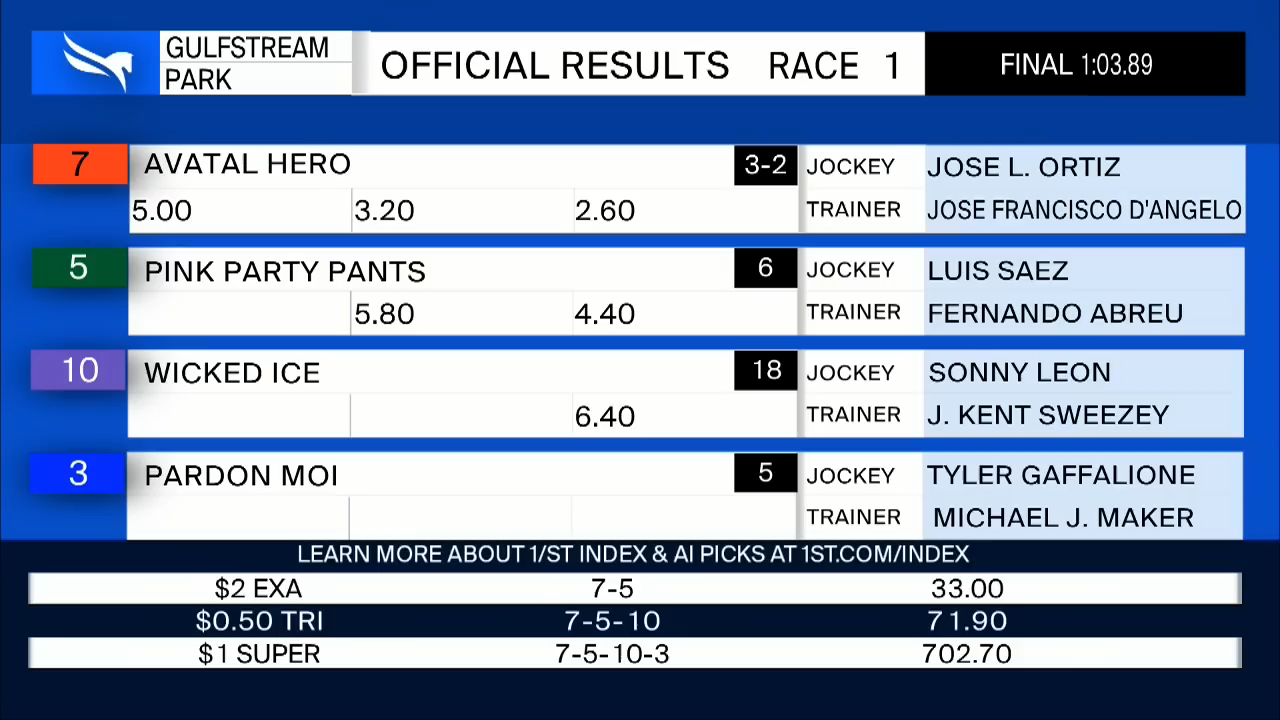 GULFSTREAM PARK
OFFICIAL RESULTS RACE 1
FINAL 1:03.89
7 AVATAL HERO 3-2 JOCKEY JOSE L. ORTIZ
5.00 3.20 2.60 TRAINER JOSE FRANCISCO D'ANGELO
5 PINK PARTY PANTS 6 JOCKEY LUIS SAEZ
5.80 4.40 TRAINER FERNANDO ABREU
10 WICKED ICE 18 JOCKEY SONNY LEON
6.40 TRAINER J. KENT SWEEZEY
3 PARDON MOI 5 JOCKEY TYLER GAFFALIONE
TRAINER MICHAEL J. MAKER
LEARN MORE ABOUT 1/ST INDEX & AI PICKS AT 1ST.COM/INDEX
$2 EXA 7-5 33.00
$0.50 TRI 7-5-10 71.90
$1 SUPER 7-5-10-3 702.70